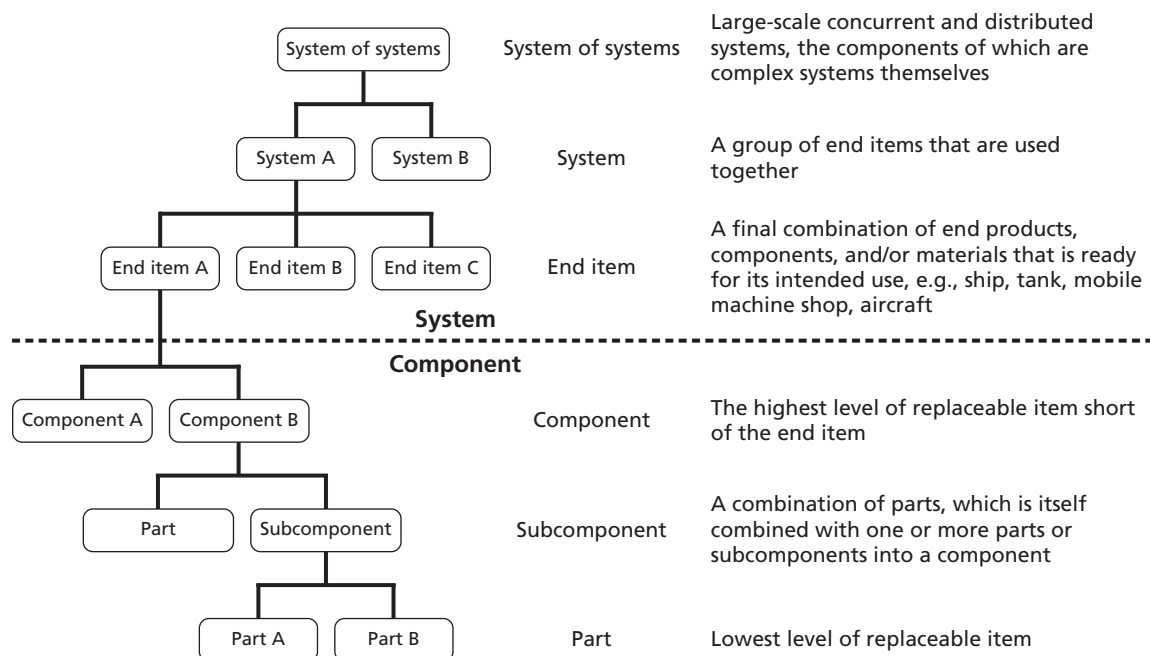 System of systems
System of systems
Large-scale concurrent and distributed
systems, the components of which are
complex systems themselves
System A
System B
System
A group of end items that are used
together
End item A
End item B
End item C
End item
A final combination of end products,
components, and/or materials that is ready
for its intended use, e.g., ship, tank, mobile
machine shop, aircraft
System
Component
Component A
Component B
Component
The highest level of replaceable item short
of the end item
Part
Subcomponent
Subcomponent
A combination of parts, which is itself
combined with one or more parts or
subcomponents into a component
Part A
Part B
Part
Lowest level of replaceable item